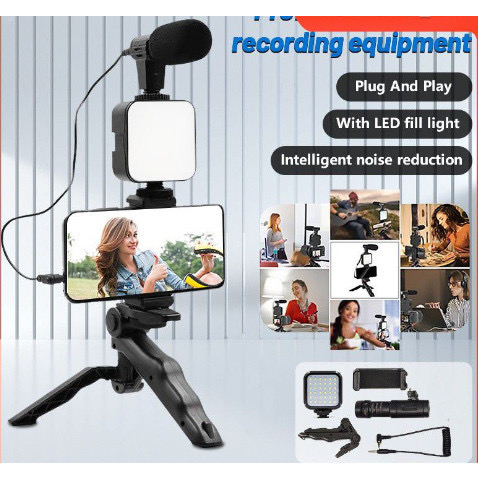 recording equipment
Plug And Play
With LED fill light
Intelligent noise reduction